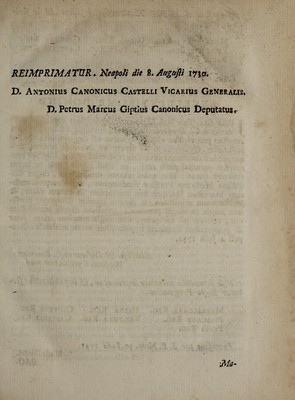 REIMPRIMATUR. Neapoli die 8. Augusti 1730.
D. ANTONIUS CANONICUS CASTELLI VICARIUS GENERALIS.
D. Petrus Marcus Giptius Canonicus Deputatus.
Ma-